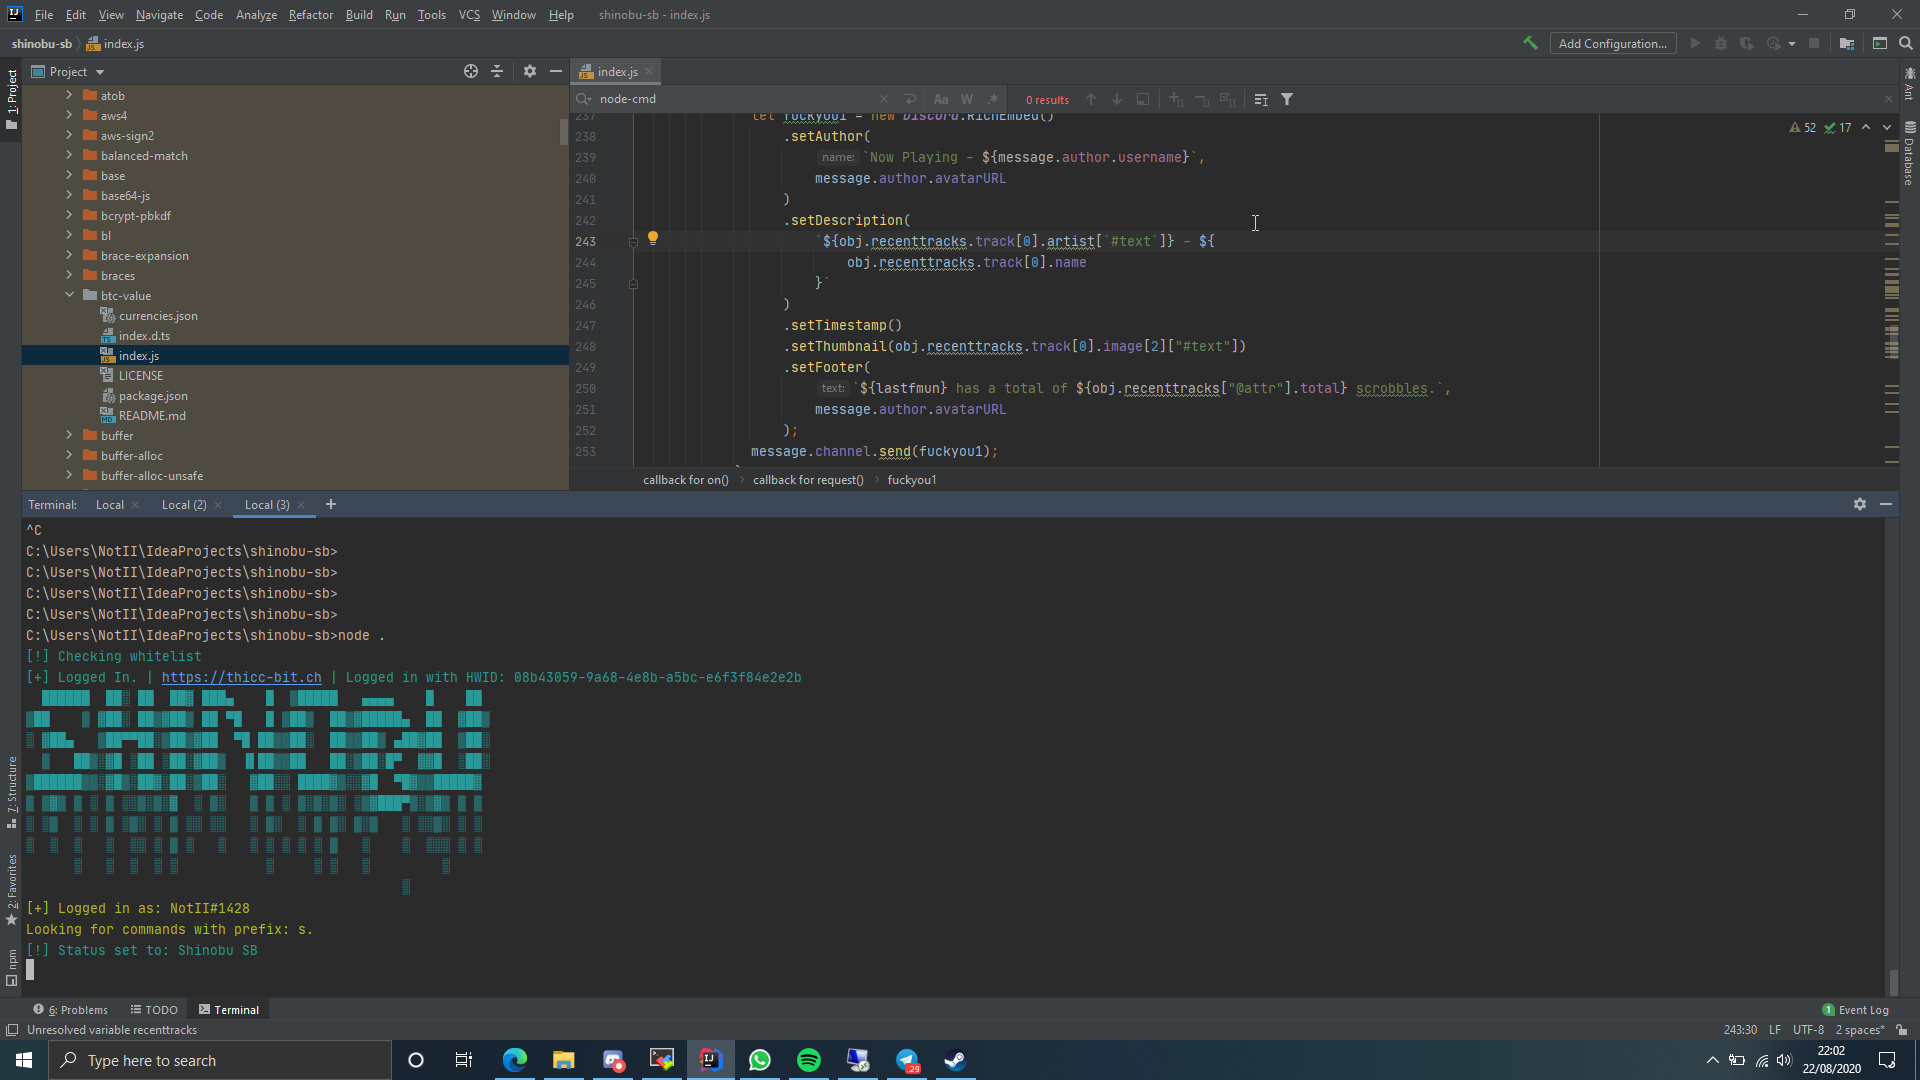 File Edit View Navigate Code Analyze Refactor Build Run Tools VCS Window Help shinobu-sb - index.js
shinobu-sb index.js
Add Configuration...
1: Project
Project
index.js
Ant
Database
node-cmd
Aa W .* 0 results
52 17
atob
aws4
aws-sign2
balanced-match
base
base64-js
bcrypt-pbkdf
bl
brace-expansion
braces
btc-value
currencies.json
index.d.ts
index.js
LICENSE
package.json
README.md
buffer
buffer-alloc
buffer-alloc-unsafe
237 let fuckyou1 = new Discord.RichEmbed()
238 .setAuthor(
239 name: `Now Playing - ${message.author.username}`,
240 message.author.avatarURL
241 )
242 .setDescription(
243 `${obj.recenttracks.track[0].artist[`#text`]} - ${
244 obj.recenttracks.track[0].name
245 }`
246 )
247 .setTimestamp()
248 .setThumbnail(obj.recenttracks.track[0].image[2]["#text"])
249 .setFooter(
250 text: `${lastfmun} has a total of ${obj.recenttracks["@attr"].total} scrobbles.`,
251 message.author.avatarURL
252 );
253 message.channel.send(fuckyou1);
callback for on() callback for request() fuckyou1
Terminal: Local Local (2) Local (3)
^C
C:\Users\NotII\IdeaProjects\shinobu-sb>
C:\Users\NotII\IdeaProjects\shinobu-sb>
C:\Users\NotII\IdeaProjects\shinobu-sb>
C:\Users\NotII\IdeaProjects\shinobu-sb>
C:\Users\NotII\IdeaProjects\shinobu-sb>node .
[!] Checking whitelist
[+] Logged In. | https://thicc-bit.ch | Logged in with HWID: 08b43059-9a68-4e8b-a5bc-e6f3f84e2e2b
[+] Logged in as: NotII#1428
Looking for commands with prefix: s.
[!] Status set to: Shinobu SB
7: Structure
2: Favorites
npm
6: Problems TODO Terminal
1 Event Log
Unresolved variable recenttracks
243:30 LF UTF-8 2 spaces*
Type here to search
.29
22:02
22/08/2020